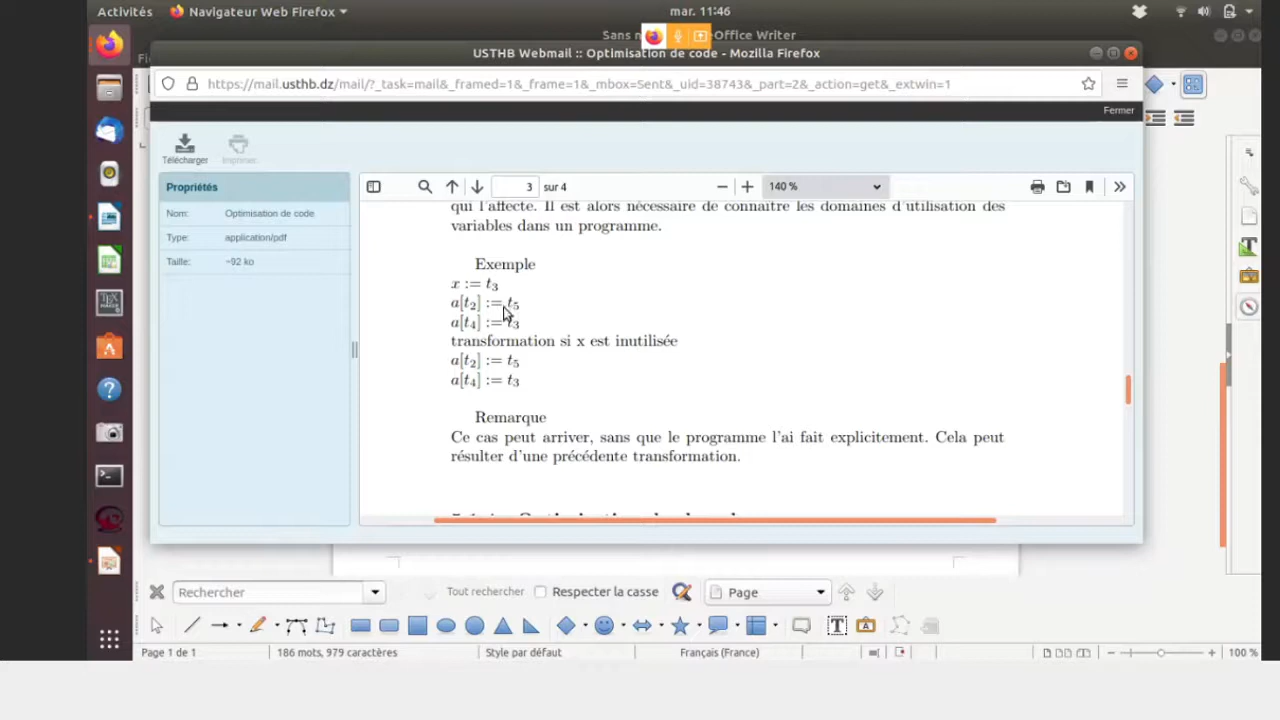 Activités
Navigateur Web Firefox
mar. 11:46
Sans n
Office Writer
Fi
USTHB Webmail :: Optimisation de code - Mozilla Firefox
https://mail.usthb.dz/mail/?_task=mail&_framed=1&_frame=1&_mbox=Sent&_uid=38743&_part=2&_action=get&_extwin=1
Fermer
Télécharger
Imprimer
Propriétés
Nom: Optimisation de code
Type: application/pdf
Taille: ~92 ko
3 sur 4
140 %
qui l'affecte. Il est alors nécessaire de connaitre les domaines d'utilisation des
variables dans un programme.
Exemple
x := t₃
a[t₂] := t₅
a[t₄] := t₃
transformation si x est inutilisée
a[t₂] := t₅
a[t₄] := t₃
Remarque
Ce cas peut arriver, sans que le programme l'ai fait explicitement. Cela peut
résulter d'une précédente transformation.
Rechercher
Tout rechercher
Respecter la casse
Page
Page 1 de 1
186 mots, 979 caractères
Style par défaut
Français (France)
100 %